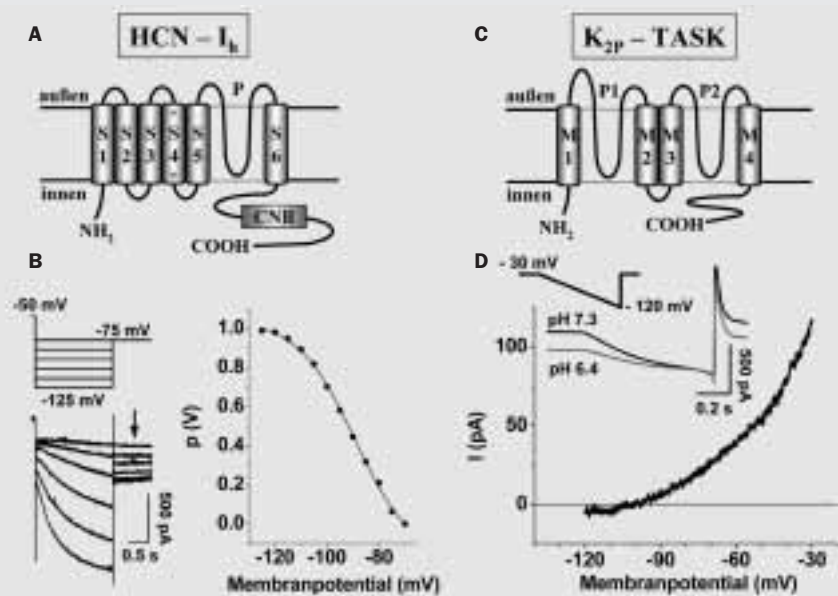 A
HCN – Ih
außen
P
S1
S2
S3
S4
S5
S6
innen
NH1
CNB
COOH
C
K2P – TASK
außen
P1
P2
M1
M2
M3
M4
innen
NH2
COOH
B
-50 mV
-75 mV
-125 mV
500 pA
0.5 s
p (V)
1.0
0.8
0.6
0.4
0.2
0.0
-120
-100
-80
Membranpotential (mV)
D
- 30 mV
- 120 mV
pH 7.3
pH 6.4
500 pA
0.2 s
I (pA)
100
50
0
-120
-90
-60
-30
Membranpotential (mV)